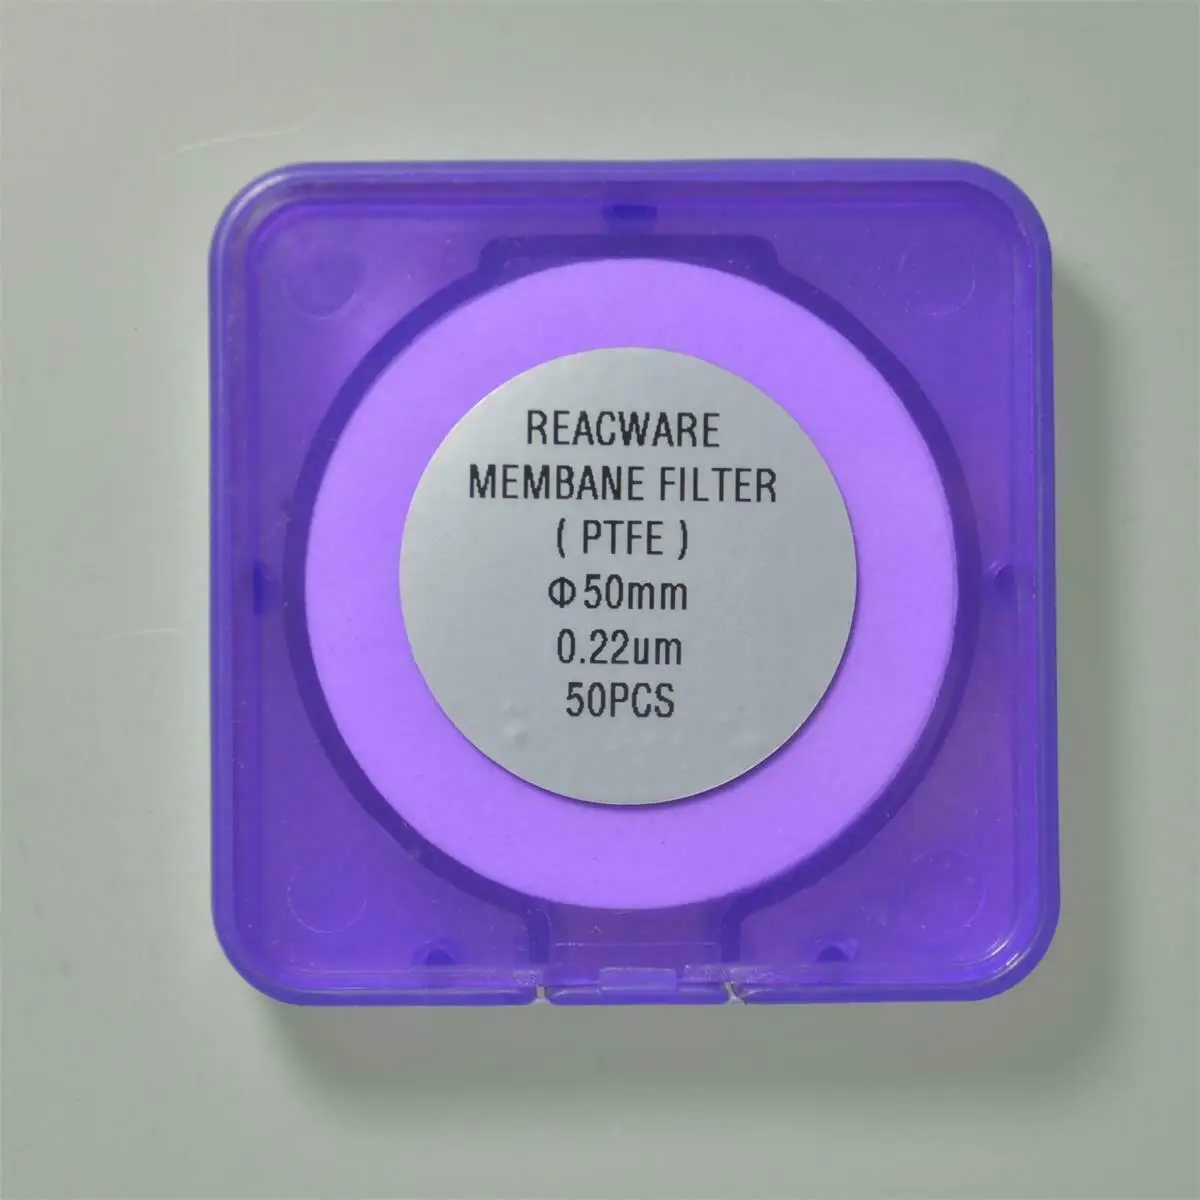 REACWARE
MEMBANE FILTER
( PTFE )
Φ50mm
0.22um
50PCS